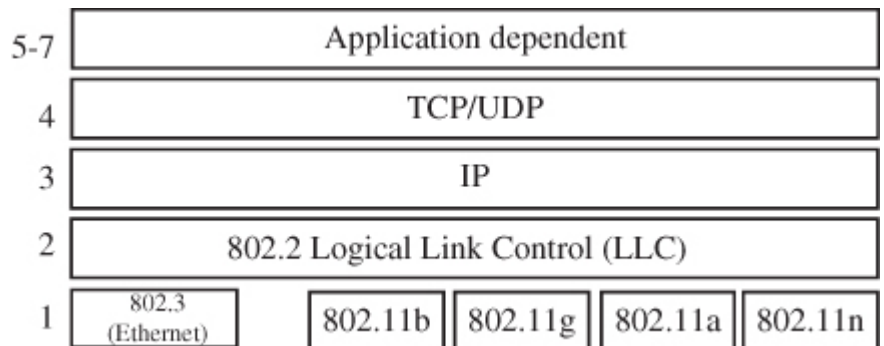 5-7 Application dependent
4 TCP/UDP
3 IP
2 802.2 Logical Link Control (LLC)
1 802.3 (Ethernet) 802.11b 802.11g 802.11a 802.11n